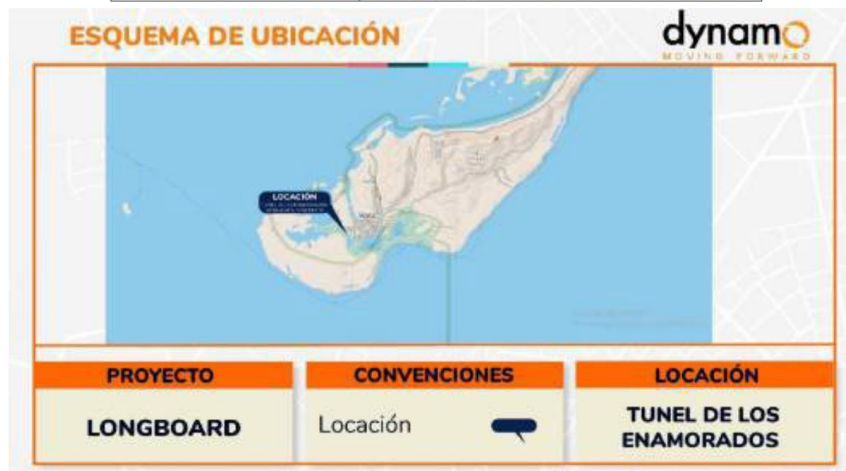 ESQUEMA DE UBICACIÓN
dynamo
MOVING FORWARD
LOCACIÓN
PROYECTO
CONVENCIONES
LOCACIÓN
LONGBOARD
Locación
TUNEL DE LOS
ENAMORADOS